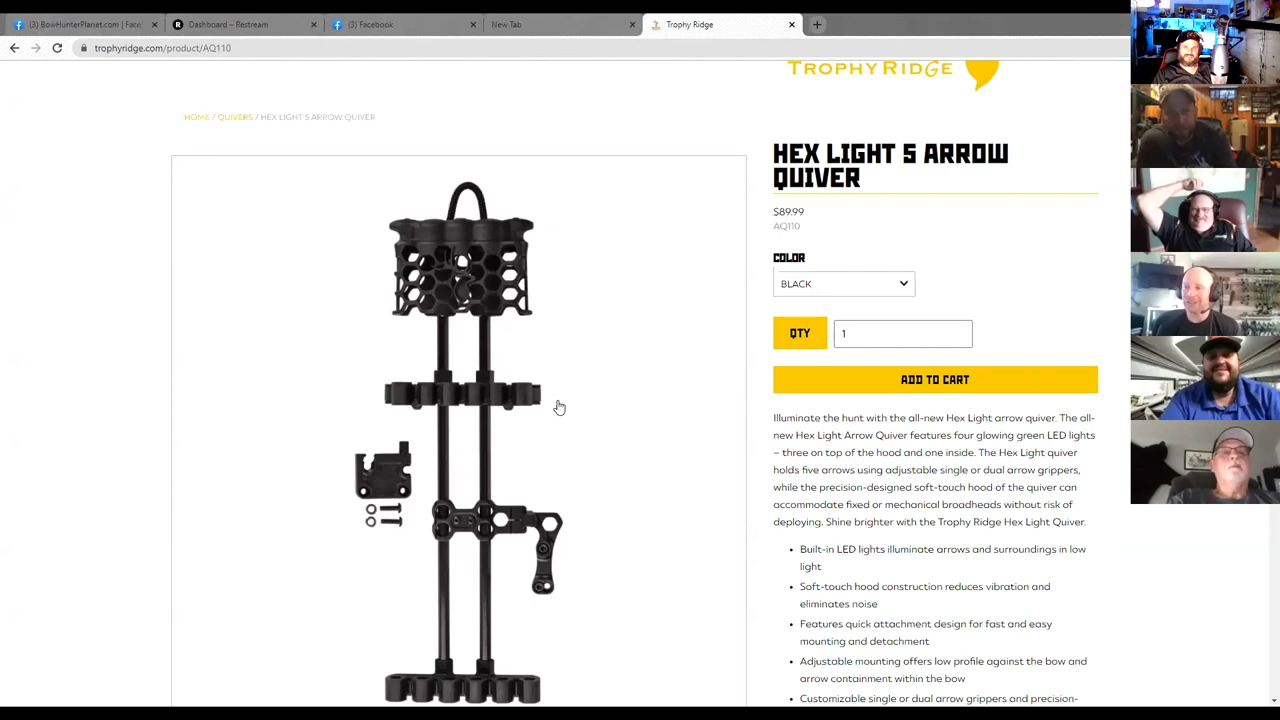 (3) BowHunterPlanet.com | Face
Dashboard – Restream
(3) Facebook
New Tab
Trophy Ridge
trophyridge.com/product/AQ110
TROPHY RIDGE
HOME / QUIVERS / HEX LIGHT 5 ARROW QUIVER
HEX LIGHT 5 ARROW
QUIVER
$89.99
AQ110
COLOR
BLACK
QTY
1
ADD TO CART
Illuminate the hunt with the all-new Hex Light arrow quiver. The all-
new Hex Light Arrow Quiver features four glowing green LED lights
– three on top of the hood and one inside. The Hex Light quiver
holds five arrows using adjustable single or dual arrow grippers,
while the precision-designed soft-touch hood of the quiver can
accommodate fixed or mechanical broadheads without risk of
deploying. Shine brighter with the Trophy Ridge Hex Light Quiver.
• Built-in LED lights illuminate arrows and surroundings in low
light
• Soft-touch hood construction reduces vibration and
eliminates noise
• Features quick attachment design for fast and easy
mounting and detachment
• Adjustable mounting offers low profile against the bow and
arrow containment within the bow
• Customizable single or dual arrow grippers and precision-